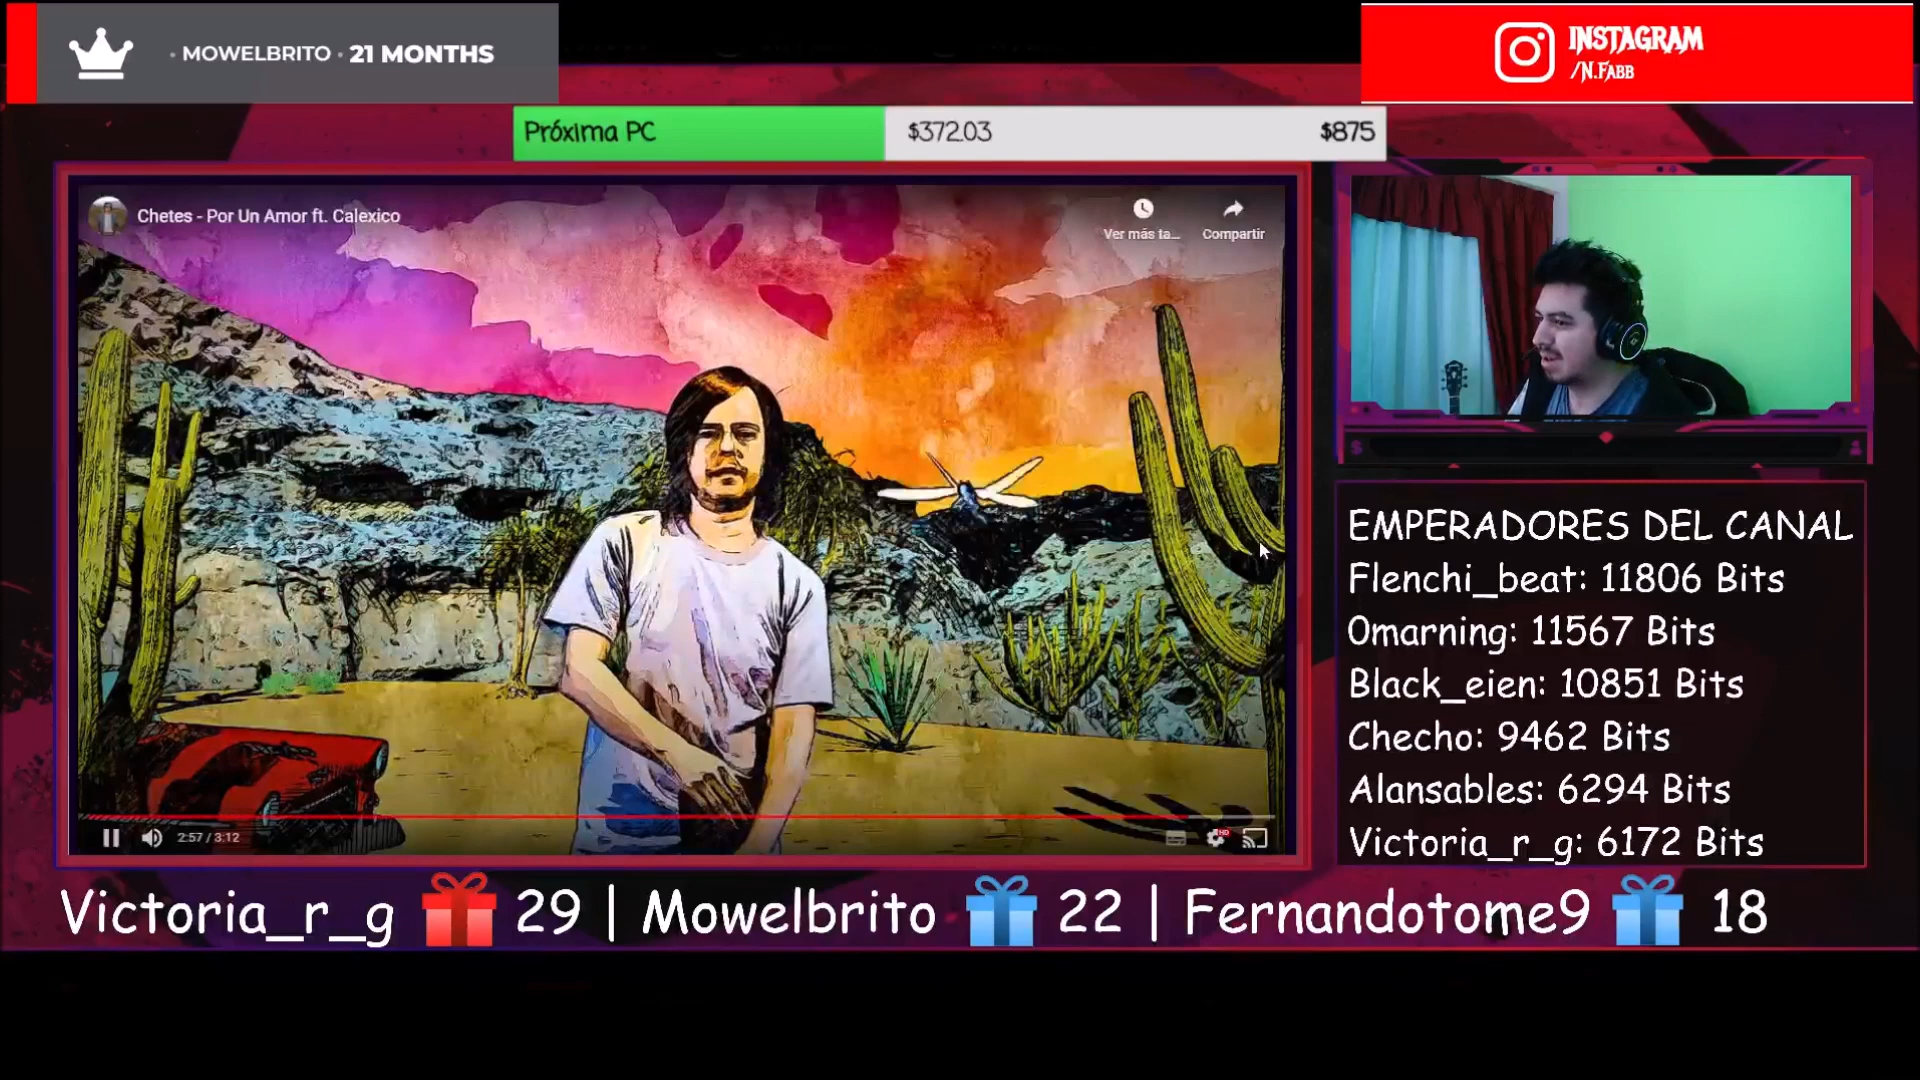 · MOWELBRITO · 21 MONTHS
INSTAGRAM
/N.FABB
Próxima PC
$372.03
$875
Chetes - Por Un Amor ft. Calexico
Ver más ta...
Compartir
2:57 / 3:12
HD
EMPERADORES DEL CANAL
Flenchi_beat: 11806 Bits
Omarning: 11567 Bits
Black_eien: 10851 Bits
Checho: 9462 Bits
Alansables: 6294 Bits
Victoria_r_g: 6172 Bits
Victoria_r_g 29 | Mowelbrito 22 | Fernandotome9 18